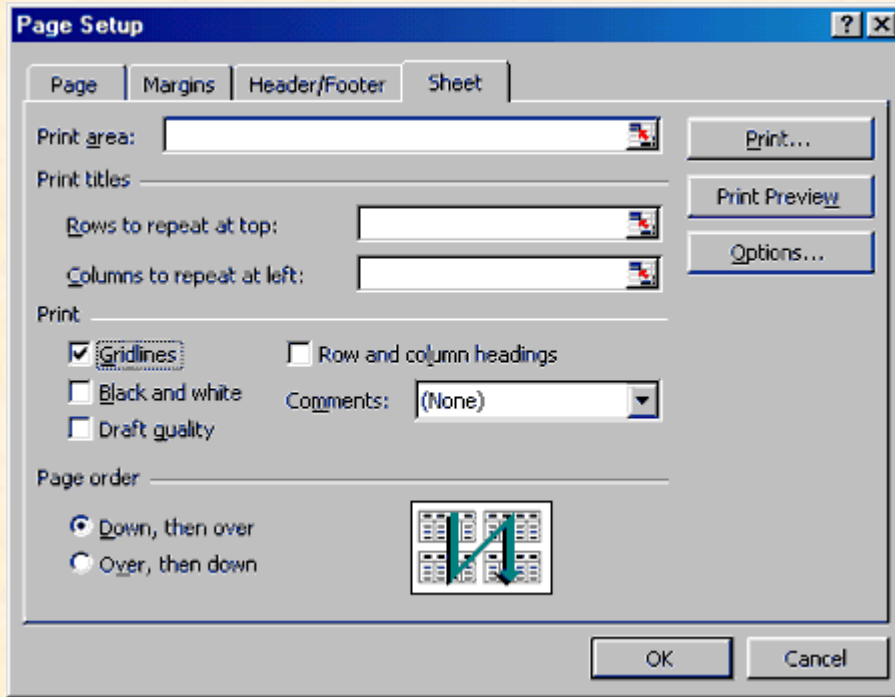 Page Setup
Page Margins Header/Footer Sheet
Print area:
Print...
Print titles
Print Preview
Rows to repeat at top:
Options...
Columns to repeat at left:
Print
Gridlines Row and column headings
Black and white Comments: (None)
Draft quality
Page order
Down, then over
Over, then down
OK Cancel